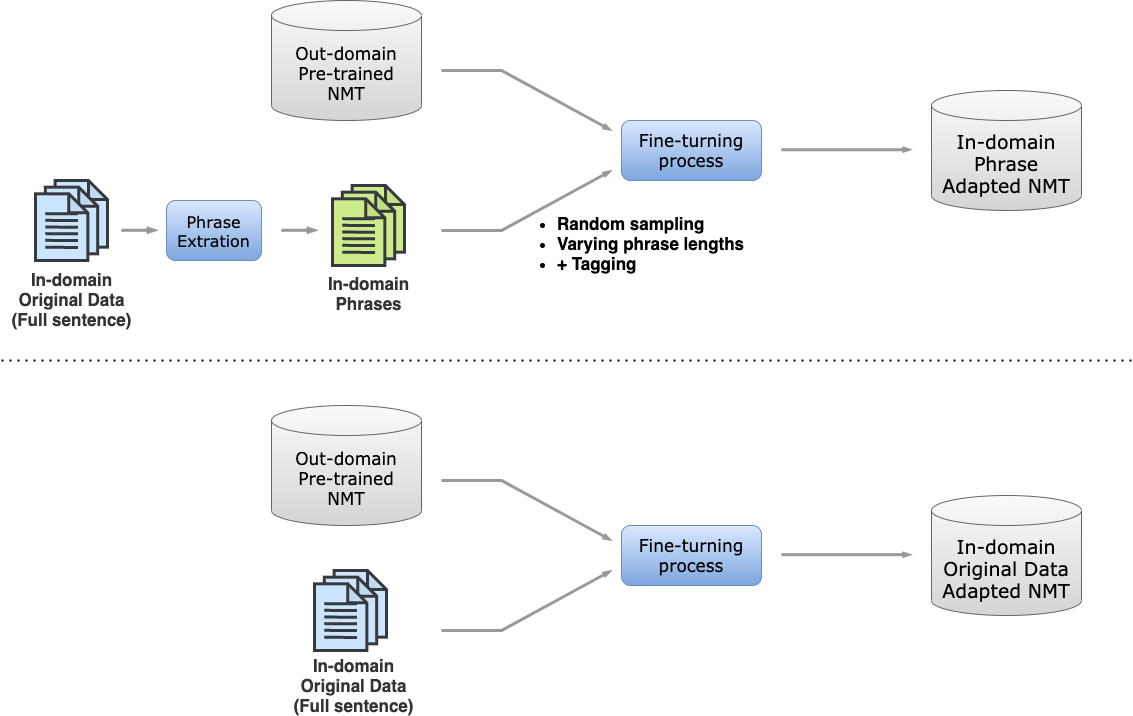 Out-domain
Pre-trained
NMT
Fine-turning
process
In-domain
Phrase
Adapted NMT
Phrase
Extration
In-domain
Original Data
(Full sentence)
In-domain
Phrases
• Random sampling
• Varying phrase lengths
• + Tagging
Out-domain
Pre-trained
NMT
Fine-turning
process
In-domain
Original Data
Adapted NMT
In-domain
Original Data
(Full sentence)